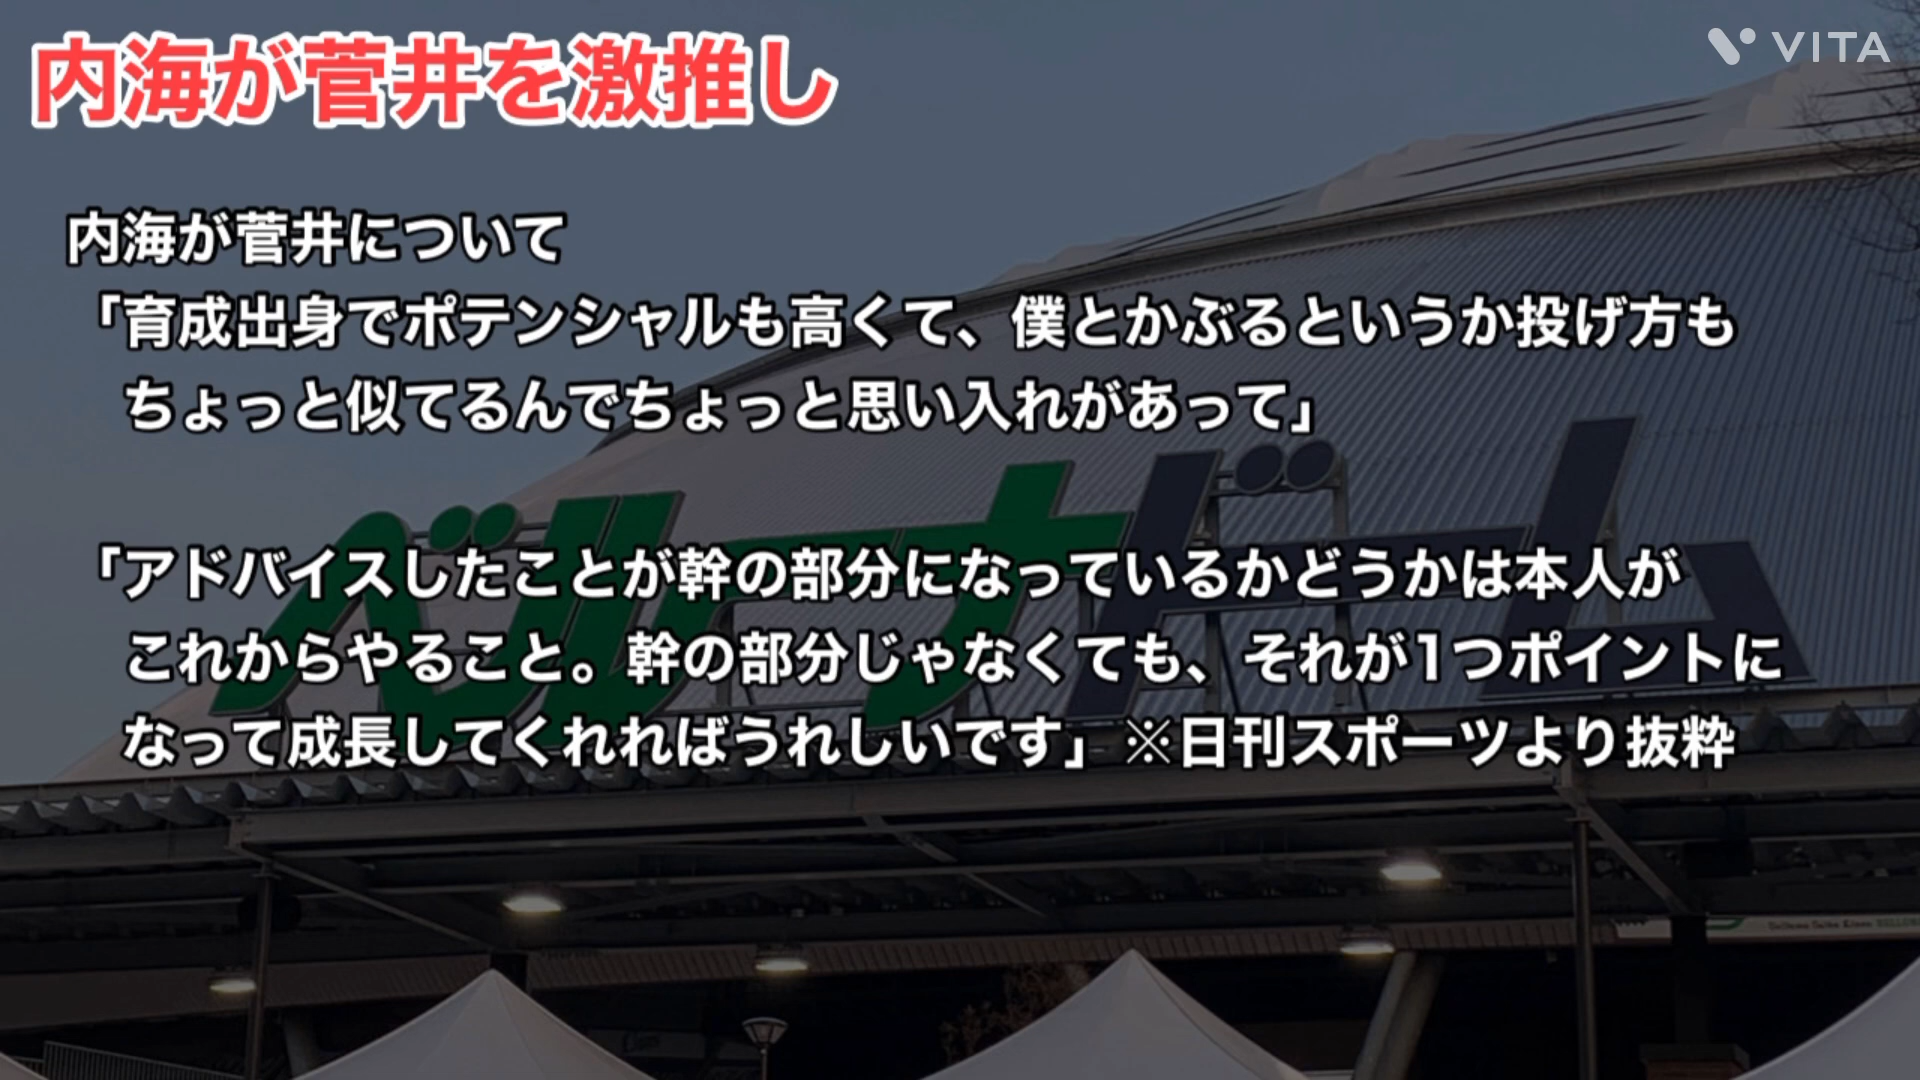 内海が菅井を激推し
VITA
内海が菅井について
「育成出身でポテンシャルも高くて、僕とかぶるというか投げ方も
ちょっと似てるんでちょっと思い入れがあって」
ベルーナドーム
「アドバイスしたことが幹の部分になっているかどうかは本人が
これからやること。幹の部分じゃなくても、それが1つポイントに
なって成長してくれればうれしいです」※日刊スポーツより抜粋